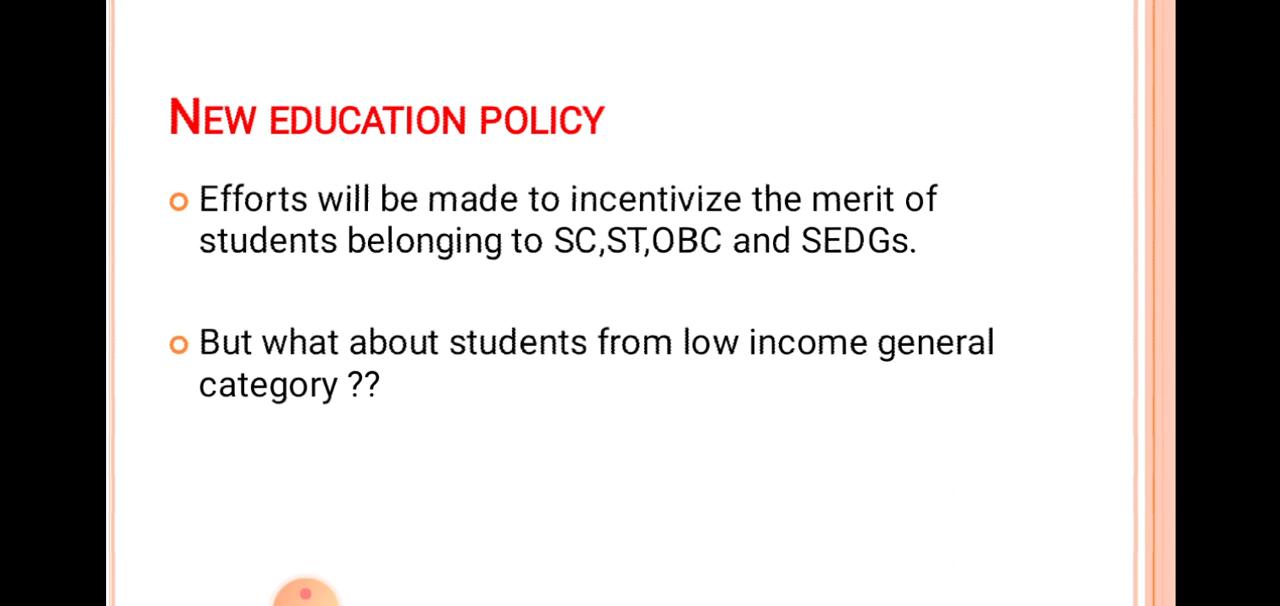 NEW EDUCATION POLICY
Efforts will be made to incentivize the merit of
students belonging to SC,ST,OBC and SEDGs.
But what about students from low income general
category ??